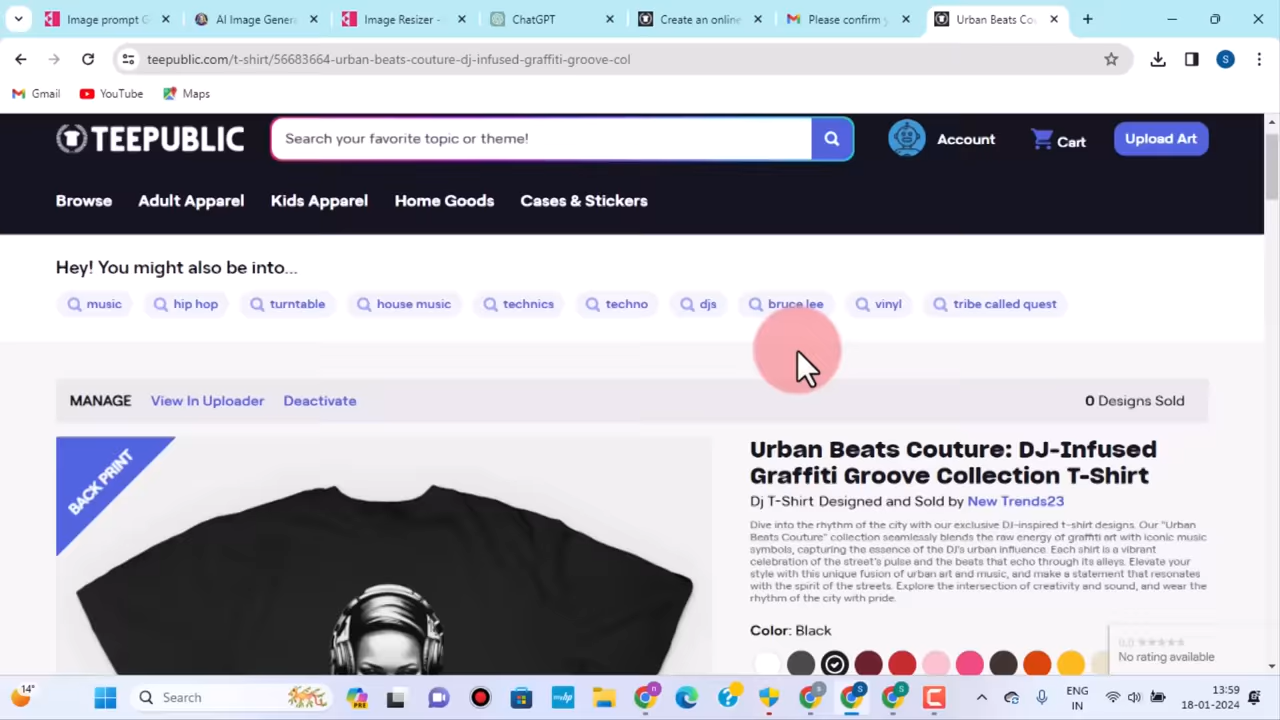 Image prompt G
AI Image Gener
Image Resizer -
ChatGPT
Create an online
Please confirm y
Urban Beats Co
teepublic.com/t-shirt/56683664-urban-beats-couture-dj-infused-graffiti-groove-col
S
Gmail
YouTube
Maps
TEEPUBLIC
Search your favorite topic or theme!
Account
Cart
Upload Art
Browse
Adult Apparel
Kids Apparel
Home Goods
Cases & Stickers
Hey! You might also be into...
music
hip hop
turntable
house music
technics
techno
djs
bruce lee
vinyl
tribe called quest
MANAGE
View In Uploader
Deactivate
0 Designs Sold
BACK PRINT
Urban Beats Couture: DJ-Infused
Graffiti Groove Collection T-Shirt
Dj T-Shirt Designed and Sold by New Trends23
Dive into the rhythm of the city with our exclusive DJ-inspired t-shirt designs. Our "Urban
Beats Couture" collection seamlessly blends the raw energy of graffiti art with iconic music
symbols, capturing the essence of the DJ's urban influence. Each shirt is a vibrant
celebration of the street's pulse and the beats that echo through its alleys. Elevate your
style with this unique fusion of urban art and music, and make a statement that resonates
with the spirit of the streets. Explore the intersection of creativity and sound, and wear the
rhythm of the city with pride.
Color: Black
0.0
No rating available
14°
Search
PRE
ENG
IN
13:59
18-01-2024